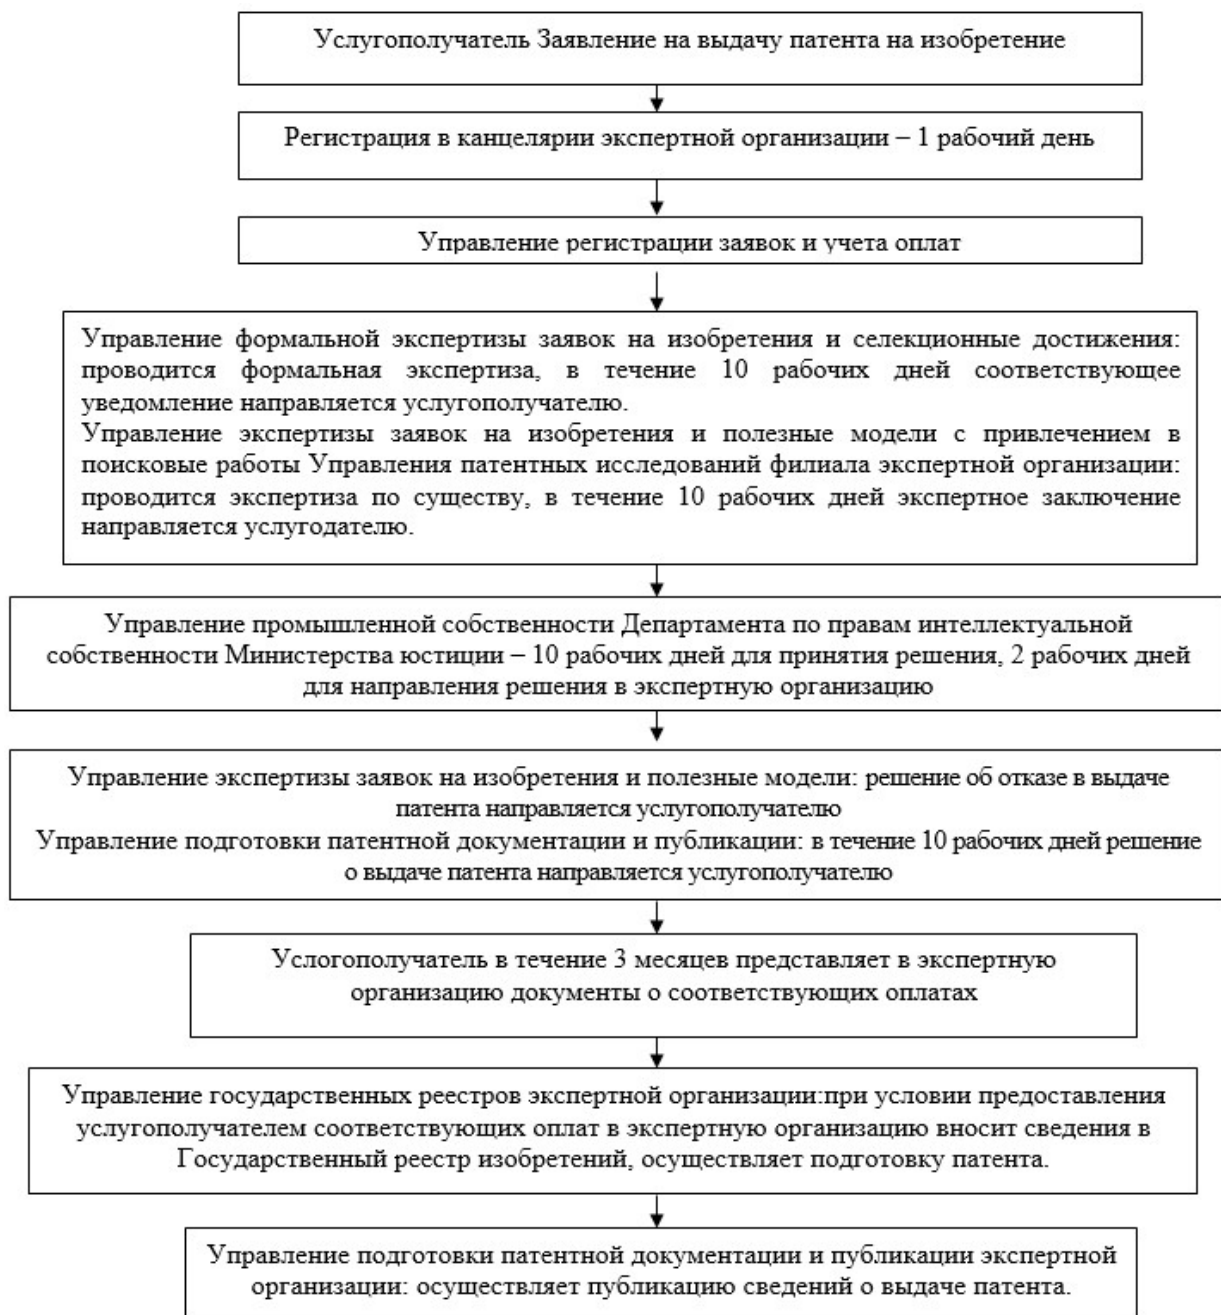 Услугополучатель Заявление на выдачу патента на изобретение
Регистрация в канцелярии экспертной организации – 1 рабочий день
Управление регистрации заявок и учета оплат
Управление формальной экспертизы заявок на изобретения и селекционные достижения:
проводится формальная экспертиза, в течение 10 рабочих дней соответствующее
уведомление направляется услугополучателю.
Управление экспертизы заявок на изобретения и полезные модели с привлечением в
поисковые работы Управления патентных исследований филиала экспертной организации:
проводится экспертиза по существу, в течение 10 рабочих дней экспертное заключение
направляется услугодателю.
Управление промышленной собственности Департамента по правам интеллектуальной
собственности Министерства юстиции – 10 рабочих дней для принятия решения, 2 рабочих дней
для направления решения в экспертную организацию
Управление экспертизы заявок на изобретения и полезные модели: решение об отказе в выдаче
патента направляется услугополучателю
Управление подготовки патентной документации и публикации: в течение 10 рабочих дней решение
о выдаче патента направляется услугополучателю
Услогополучатель в течение 3 месяцев представляет в экспертную
организацию документы о соответствующих оплатах
Управление государственных реестров экспертной организации:при условии предоставления
услугополучателем соответствующих оплат в экспертную организацию вносит сведения в
Государственный реестр изобретений, осуществляет подготовку патента.
Управление подготовки патентной документации и публикации экспертной
организации: осуществляет публикацию сведений о выдаче патента.